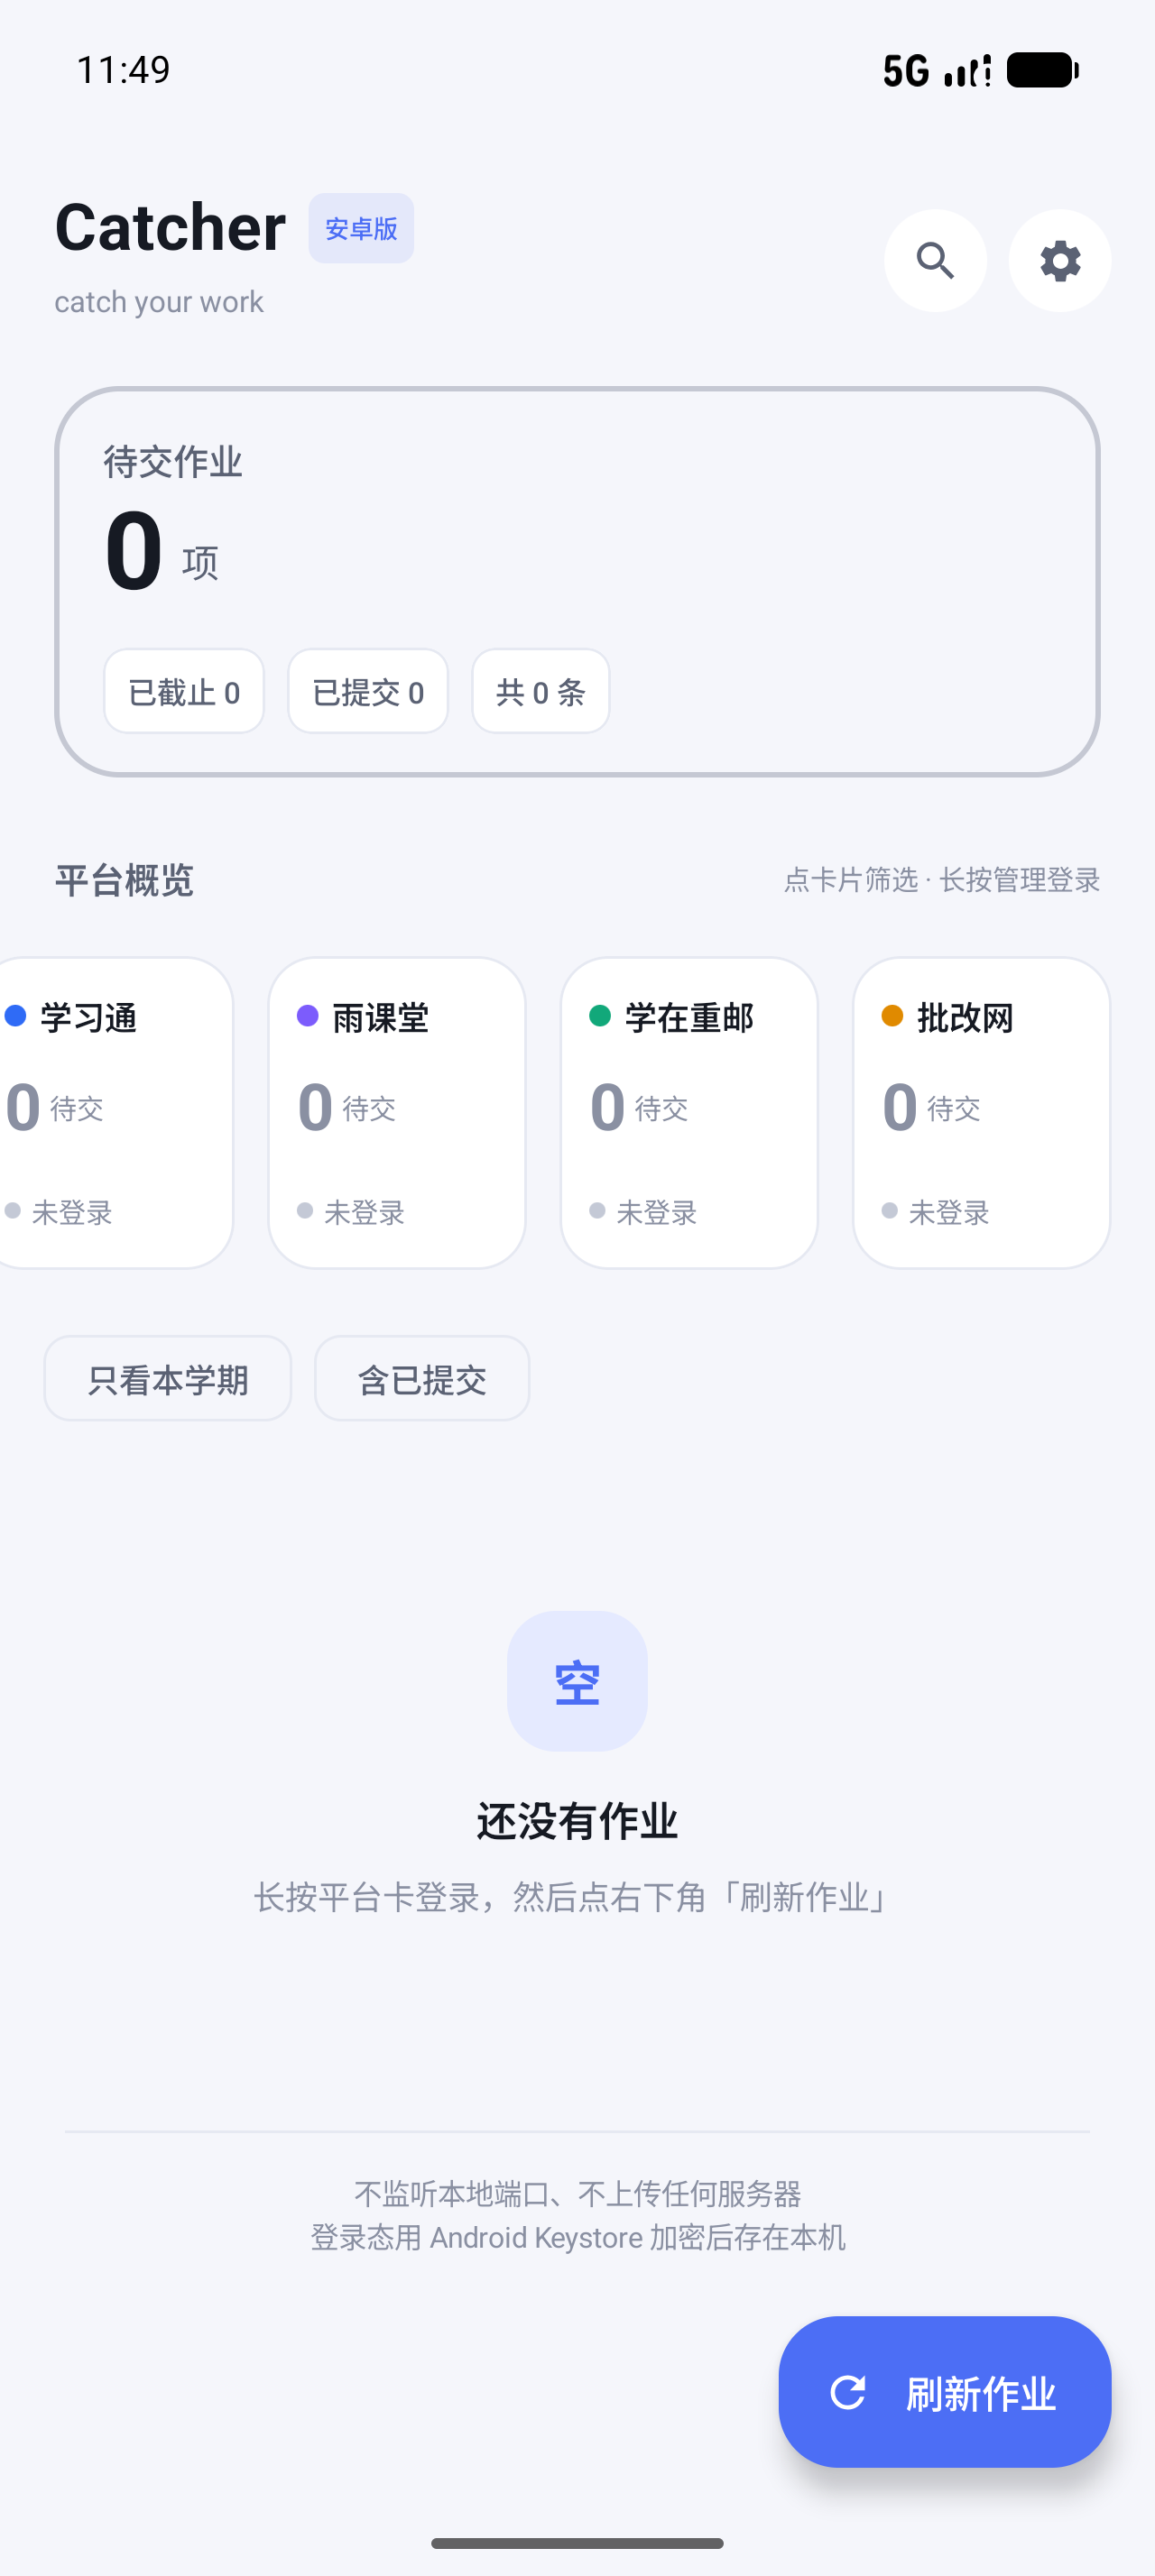 11:49
5G
Catcher 安卓版
catch your work
待交作业
0 项
已截止 0 已提交 0 共 0 条
平台概览 点卡片筛选 · 长按管理登录
学习通 雨课堂 学在重邮 批改网
0 待交 0 待交 0 待交 0 待交
未登录 未登录 未登录 未登录
只看本学期 含已提交
空
还没有作业
长按平台卡登录，然后点右下角「刷新作业」
不监听本地端口、不上传任何服务器
登录态用 Android Keystore 加密后存在本机
刷新作业